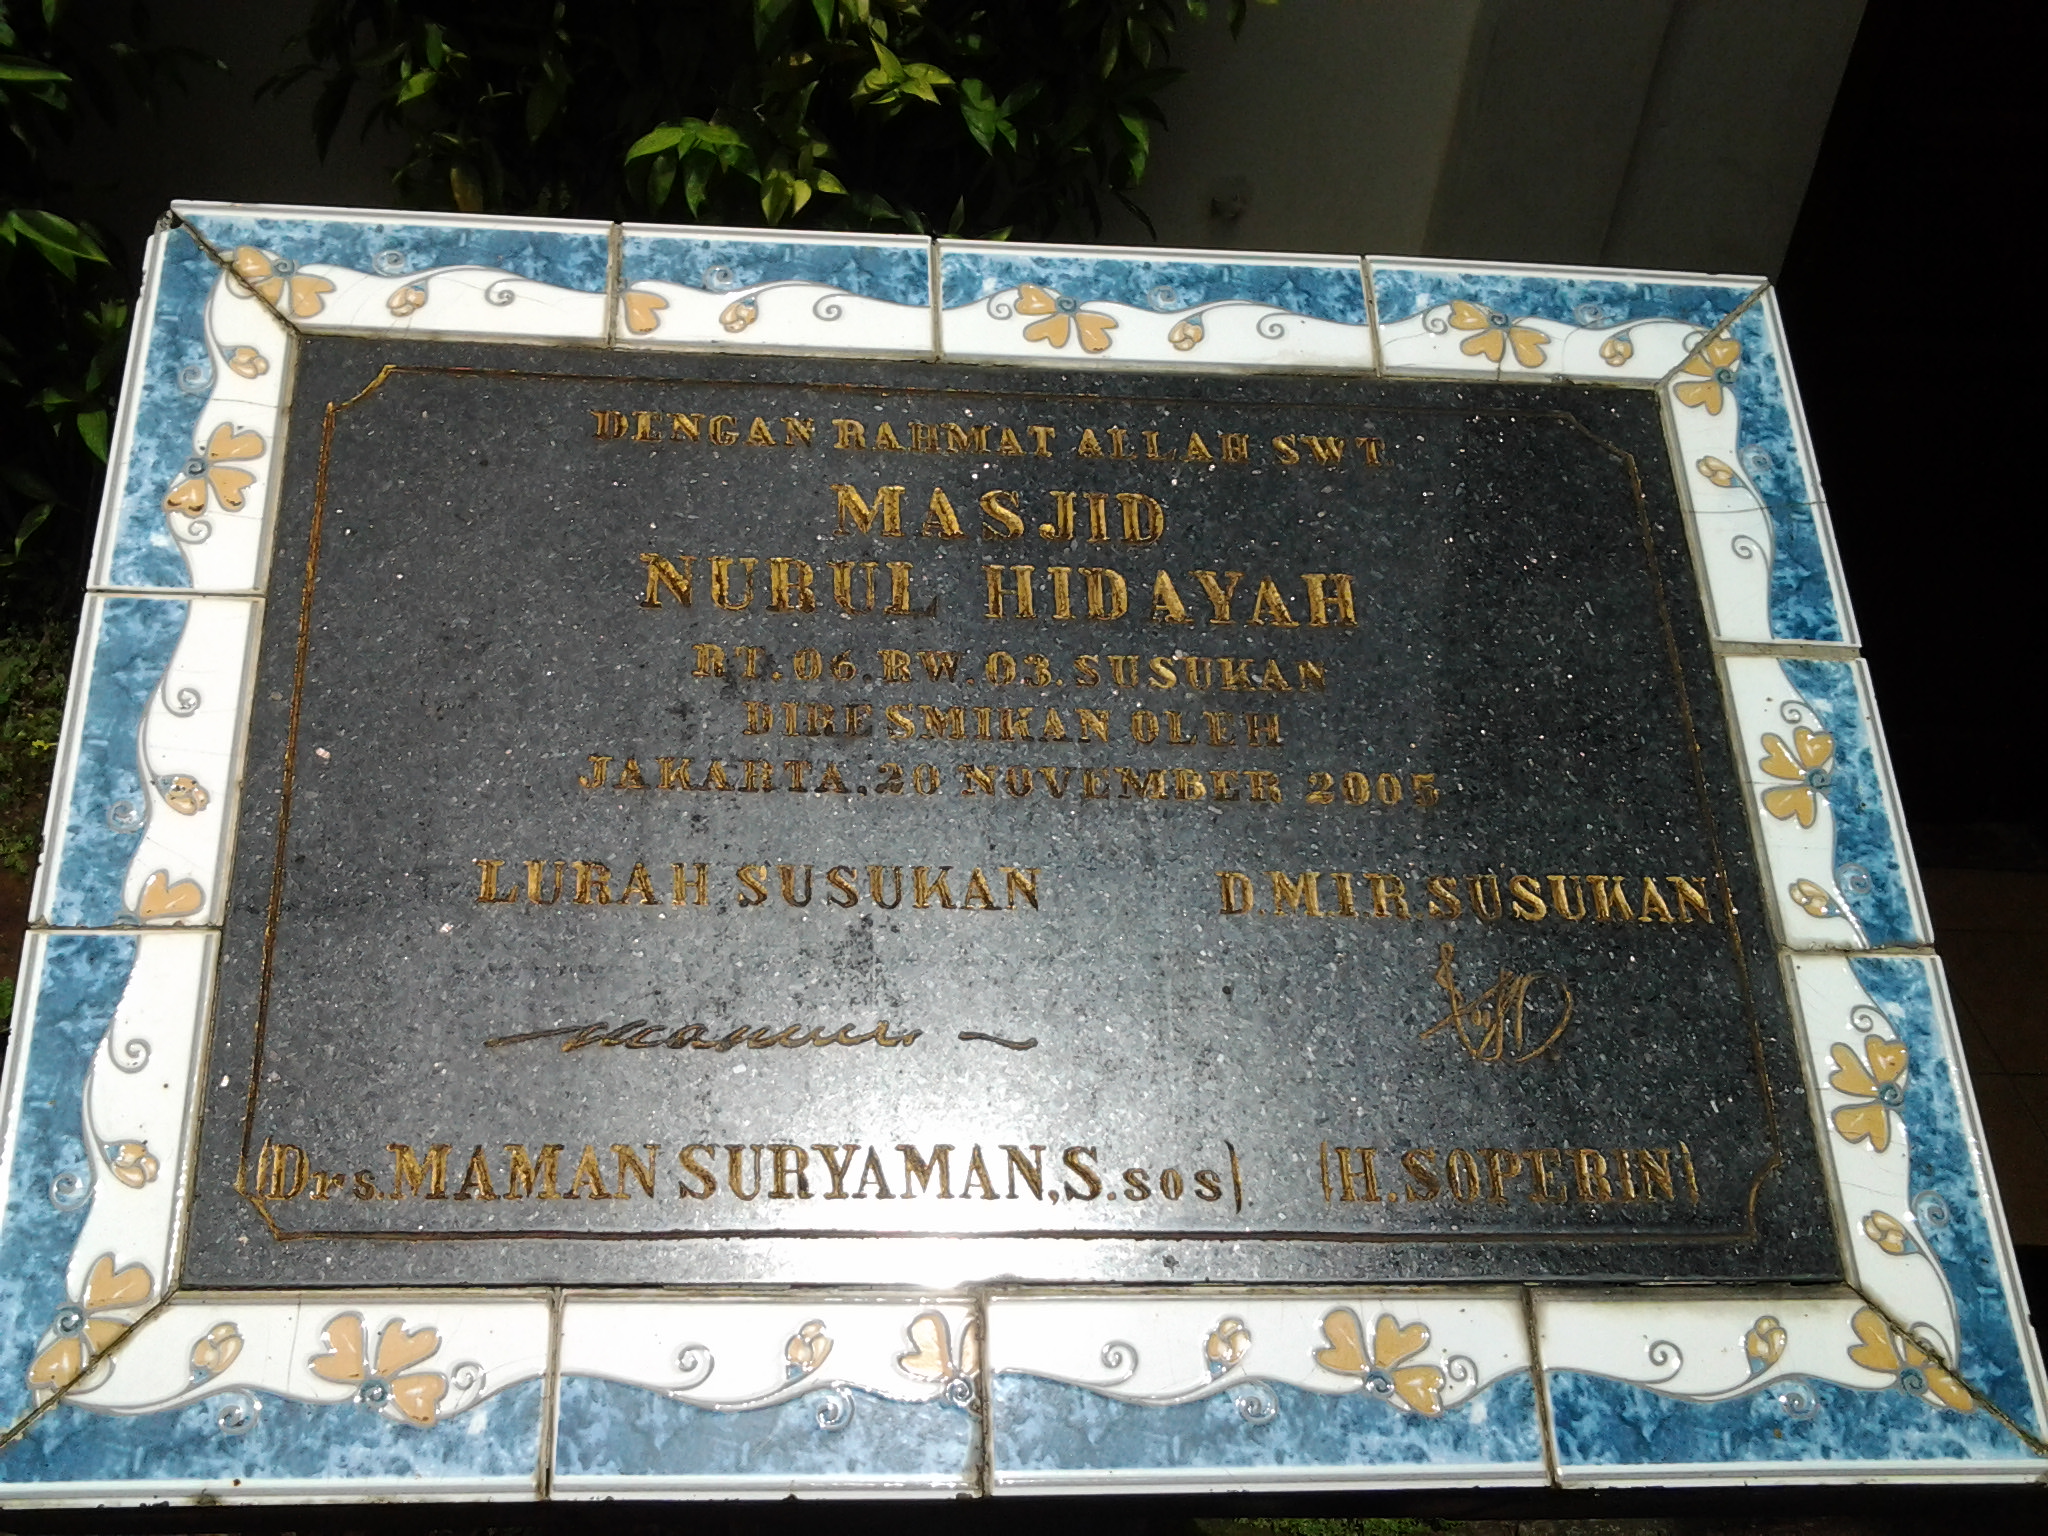 DENGAN RAHMAT ALLAH SWT
MASJID
NURUL HIDAYAH
RT.06.RW.03.SUSUKAN
DIRESMIKAN OLEH
JAKARTA.20 NOVEMBER 2005
LURAH SUSUKAN D.M.I.R.SUSUKAN
(Drs.MAMAN SURYAMAN,S.sos). (H.SOPERIN)